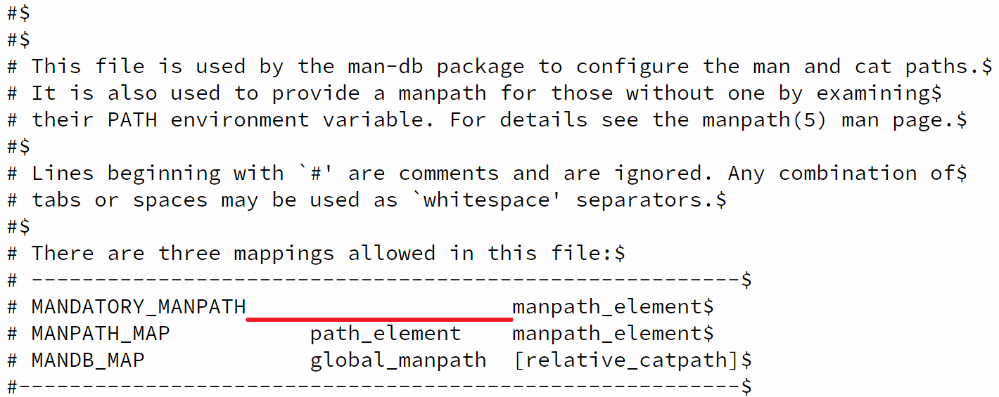 #$
#$
# This file is used by the man-db package to configure the man and cat paths.$
# It is also used to provide a manpath for those without one by examining$
# their PATH environment variable. For details see the manpath(5) man page.$
#$
# Lines beginning with `#' are comments and are ignored. Any combination of$
# tabs or spaces may be used as `whitespace' separators.$
#$
# There are three mappings allowed in this file:$
# --------------------------------------------------------$
# MANDATORY_MANPATH                     manpath_element$
# MANPATH_MAP           path_element    manpath_element$
# MANDB_MAP             global_manpath  [relative_catpath]$
#---------------------------------------------------------$